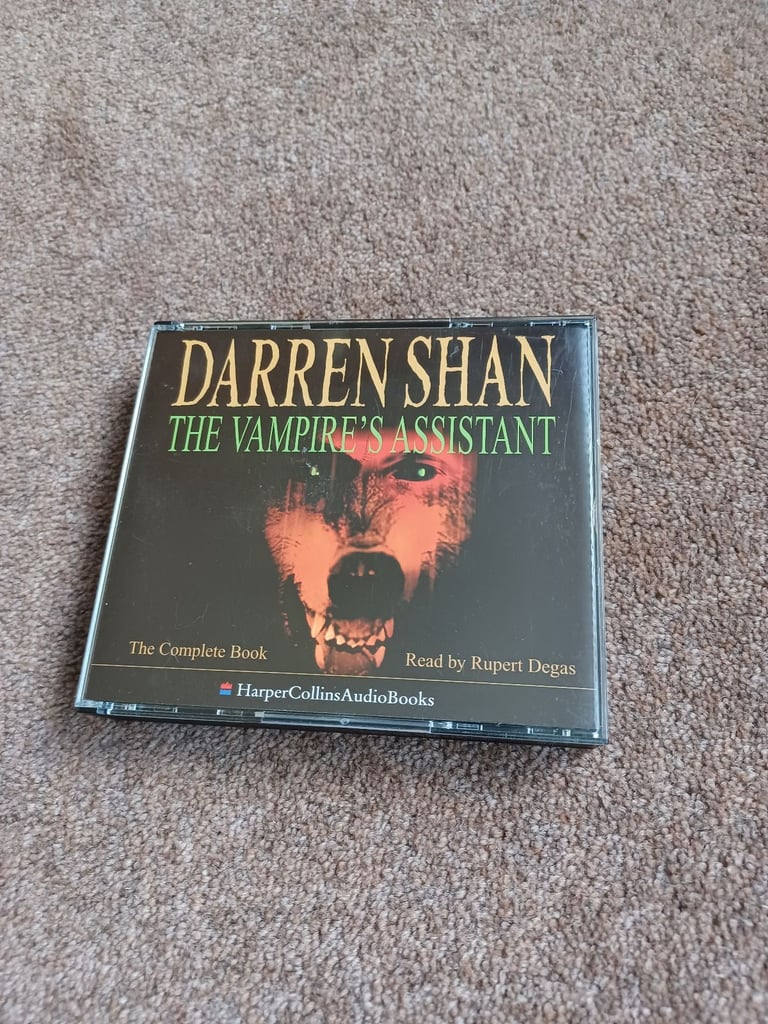 DARREN SHAN
THE VAMPIRE'S ASSISTANT
The Complete Book
Read by Rupert Degas
HarperCollinsAudioBooks